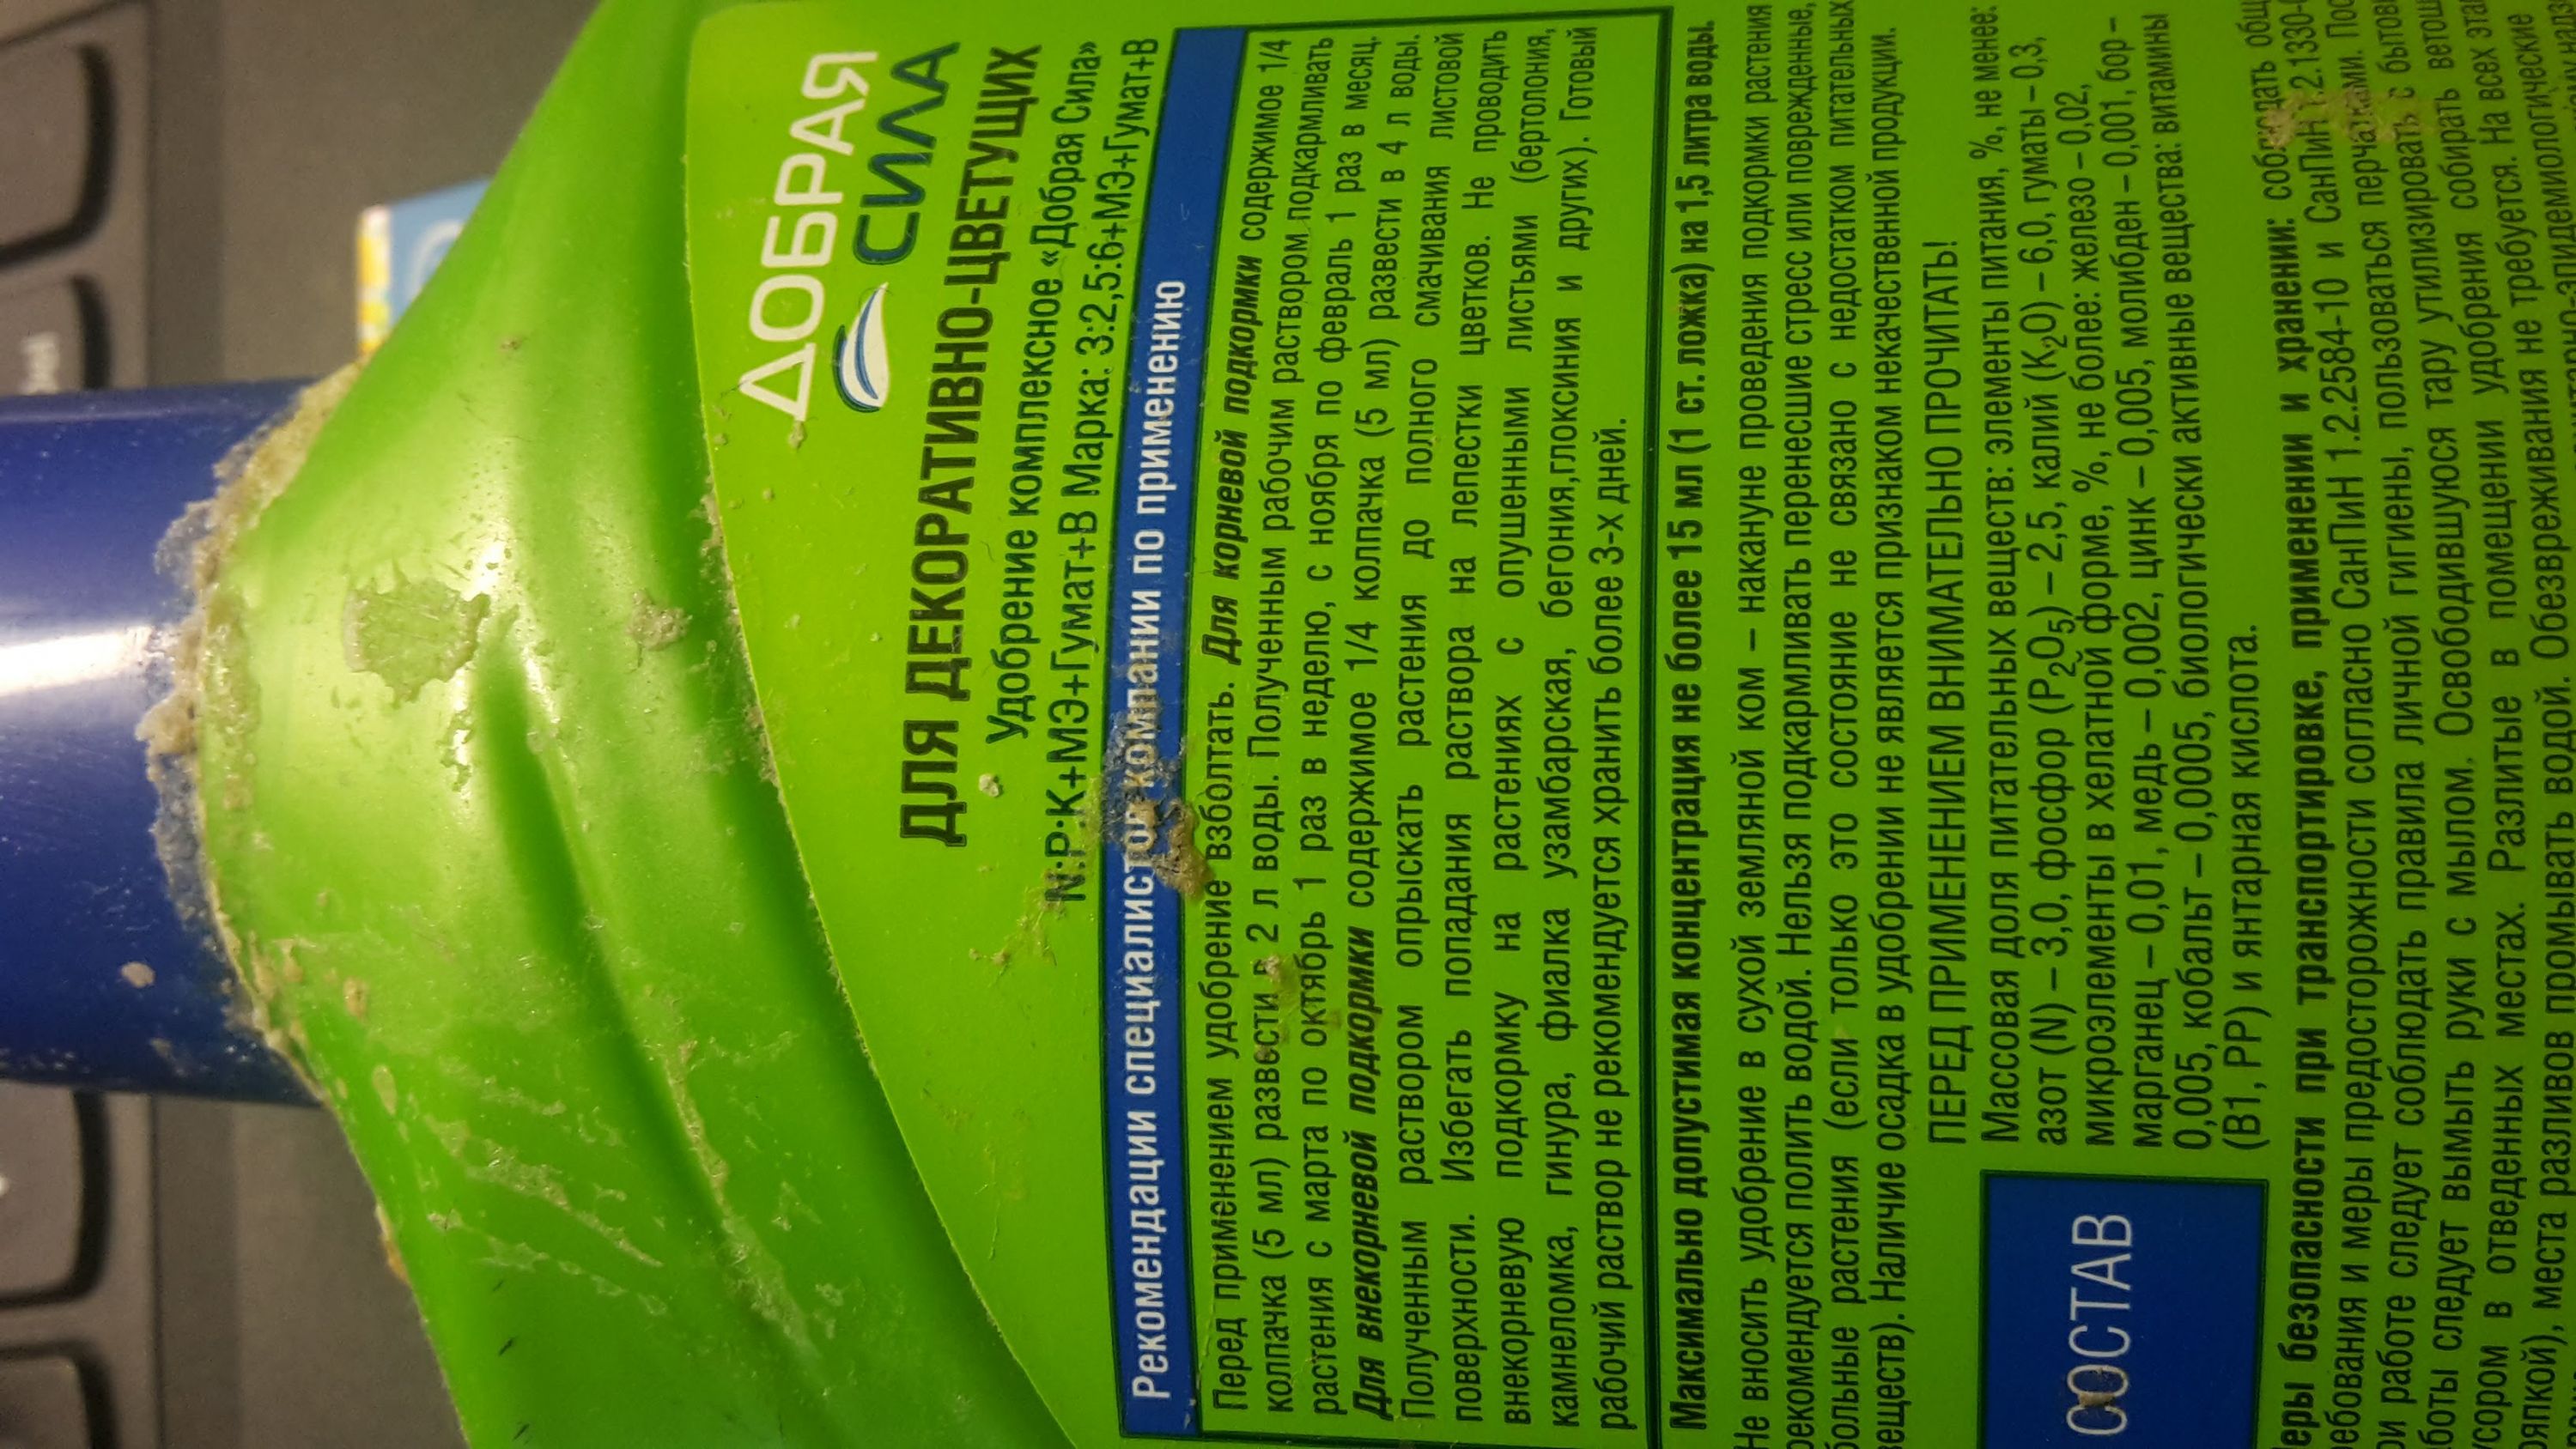 ДОБРАЯ
СИЛА
ДЛЯ ДЕКОРАТИВНО-ЦВЕТУЩИХ
Удобрение комплексное «Добрая Сила»
N:P:K+МЭ+Гумат+В Марка: 3:2,5:6+МЭ+Гумат+В
Рекомендации специалистов компании по применению
Перед применением удобрение взболтать. Для корневой подкормки содержимое 1/4
колпачка (5 мл) развести в 2 л воды. Полученным рабочим раствором подкармливать
растения с марта по октябрь 1 раз в неделю, с ноября по февраль 1 раз в месяц.
Для внекорневой подкормки содержимое 1/4 колпачка (5 мл) развести в 4 л воды.
Полученным раствором опрыскать растения до полного смачивания листовой
поверхности. Избегать попадания раствора на лепестки цветков. Не проводить
внекорневую подкормку на растениях с опушенными листьями (бертолония,
камнеломка, гинура, фиалка узамбарская, бегония,глоксиния и других). Готовый
рабочий раствор не рекомендуется хранить более 3-х дней.
Максимально допустимая концентрация не более 15 мл (1 ст. ложка) на 1,5 литра воды.
Не вносить удобрение в сухой земляной ком – накануне проведения подкормки растения
рекомендуется полить водой. Нельзя подкармливать перенесшие стресс или поврежденные,
больные растения (если только это состояние не связано с недостатком питательных
веществ). Наличие осадка в удобрении не является признаком некачественной продукции.
ПЕРЕД ПРИМЕНЕНИЕМ ВНИМАТЕЛЬНО ПРОЧИТАТЬ!
СОСТАВ
Массовая доля питательных веществ: элементы питания, %, не менее:
азот (N) – 3,0, фосфор (P₂O₅) – 2,5, калий (K₂O) – 6,0, гуматы – 0,3,
микроэлементы в хелатной форме, %, не более: железо – 0,02,
марганец – 0,01, медь – 0,002, цинк – 0,005, молибден – 0,001, бор –
0,005, кобальт – 0,0005, биологически активные вещества: витамины
(B1, PP) и янтарная кислота.
Меры безопасности при транспортировке, применении и хранении: соблюдать
требования и меры предосторожности согласно СанПиН 1.2.2584-10 и СанПиН
При работе следует соблюдать правила личной гигиены, пользоваться перчатками.
работы следует вымыть руки с мылом. Освободившуюся тару утилизировать с
мусором в отведенных местах. Разлитые в помещении удобрения собирать
(тряпкой), места разливов промывать водой. Обезвреживания не требуется. На всех